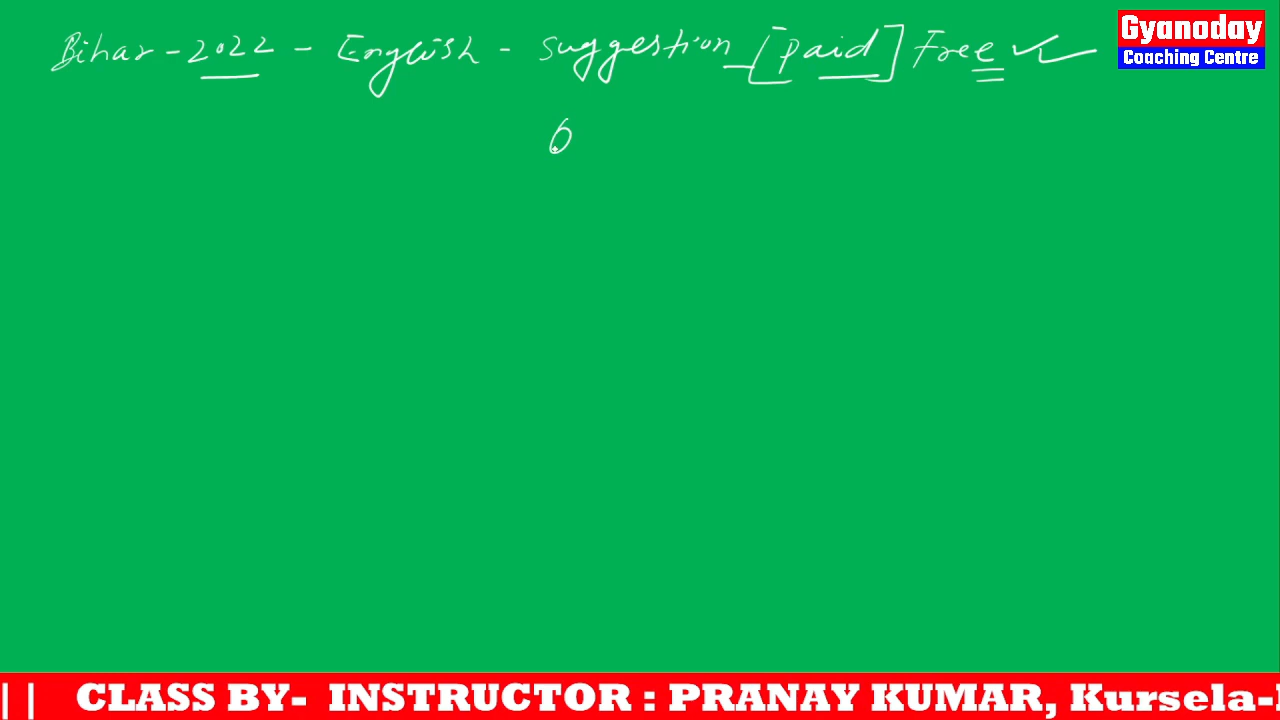 Bihar - 2022 - English - Suggestion - [paid] Free
Gyanoday
Coaching Centre
6
|| CLASS BY- INSTRUCTOR : PRANAY KUMAR, Kursela-